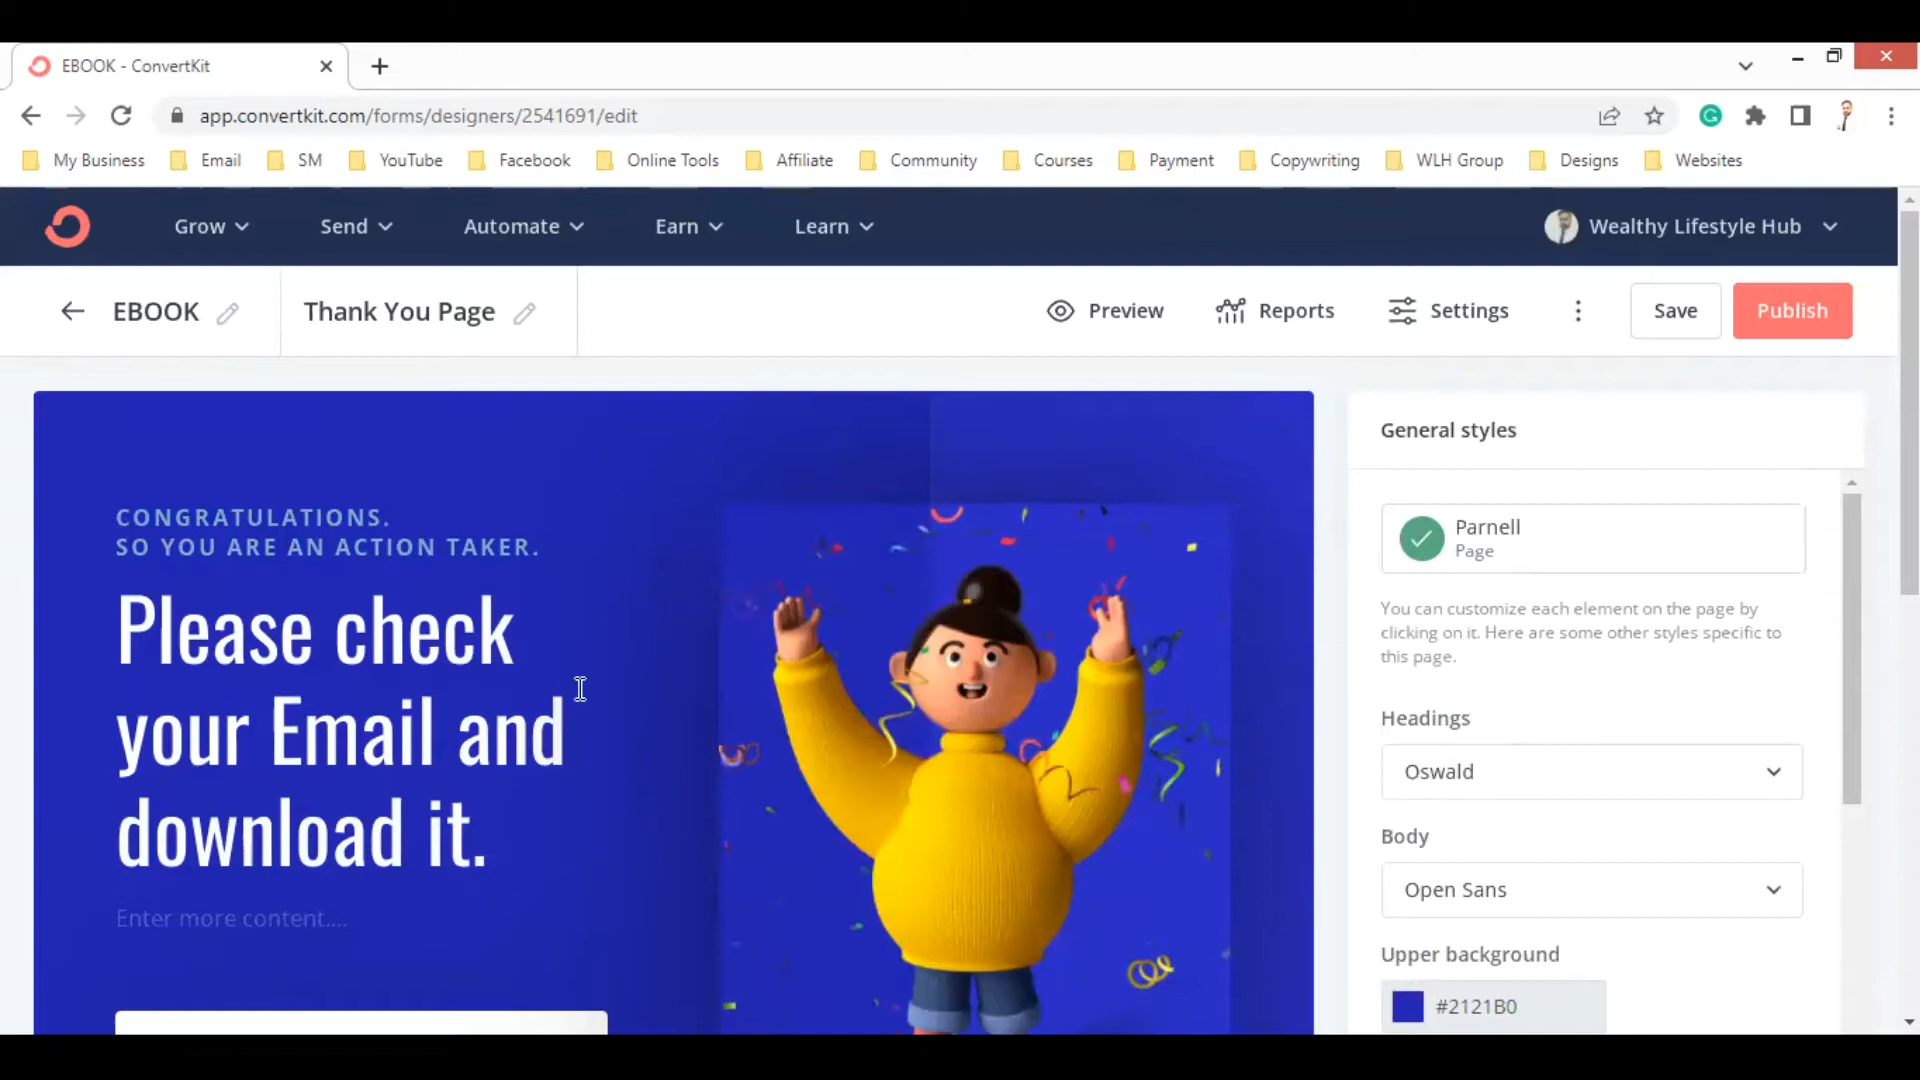 EBOOK - ConvertKit
app.convertkit.com/forms/designers/2541691/edit
My Business Email SM YouTube Facebook Online Tools Affiliate Community Courses Payment Copywriting WLH Group Designs Websites
Grow Send Automate Earn Learn Wealthy Lifestyle Hub
EBOOK Thank You Page Preview Reports Settings Save Publish
CONGRATULATIONS.
SO YOU ARE AN ACTION TAKER.
Please check
your Email and
download it.
Enter more content....
General styles
Parnell
Page
You can customize each element on the page by
clicking on it. Here are some other styles specific to
this page.
Headings
Oswald
Body
Open Sans
Upper background
#2121B0